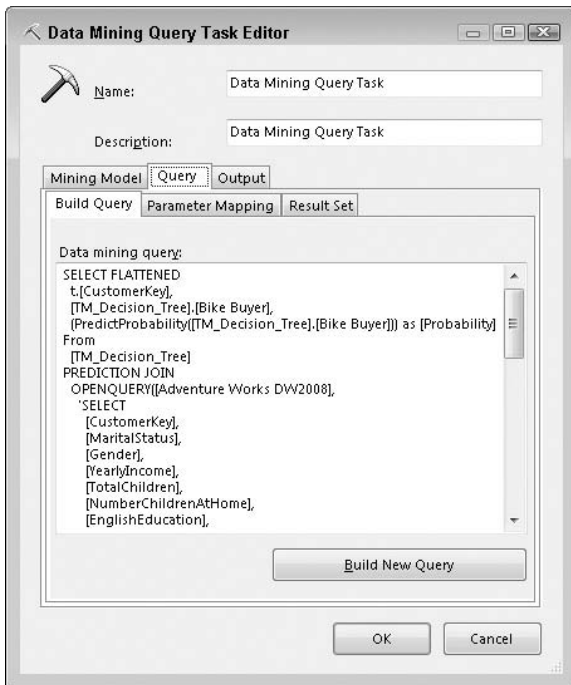 Data Mining Query Task Editor
Name:
Data Mining Query Task
Description:
Data Mining Query Task
Mining Model Query Output
Build Query Parameter Mapping Result Set
Data mining query:
SELECT FLATTENED
t.[CustomerKey],
[TM_Decision_Tree].[Bike Buyer],
(PredictProbability([TM_Decision_Tree].[Bike Buyer])) as [Probability]
From
[TM_Decision_Tree]
PREDICTION JOIN
OPENQUERY([Adventure Works DW2008],
'SELECT
[CustomerKey],
[MaritalStatus],
[Gender],
[YearlyIncome],
[TotalChildren],
[NumberChildrenAtHome],
[EnglishEducation],
Build New Query
OK Cancel